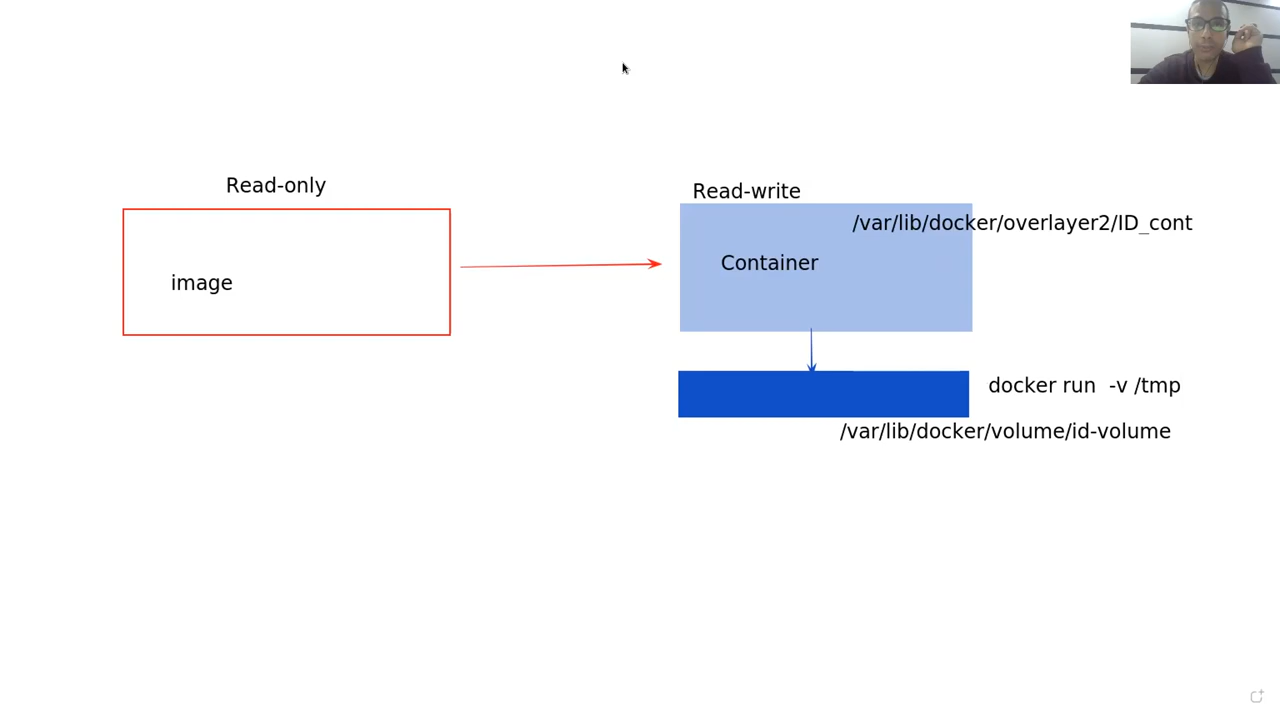 Read-only
image
Read-write
/var/lib/docker/overlayer2/ID_cont
Container
docker run  -v /tmp
/var/lib/docker/volume/id-volume